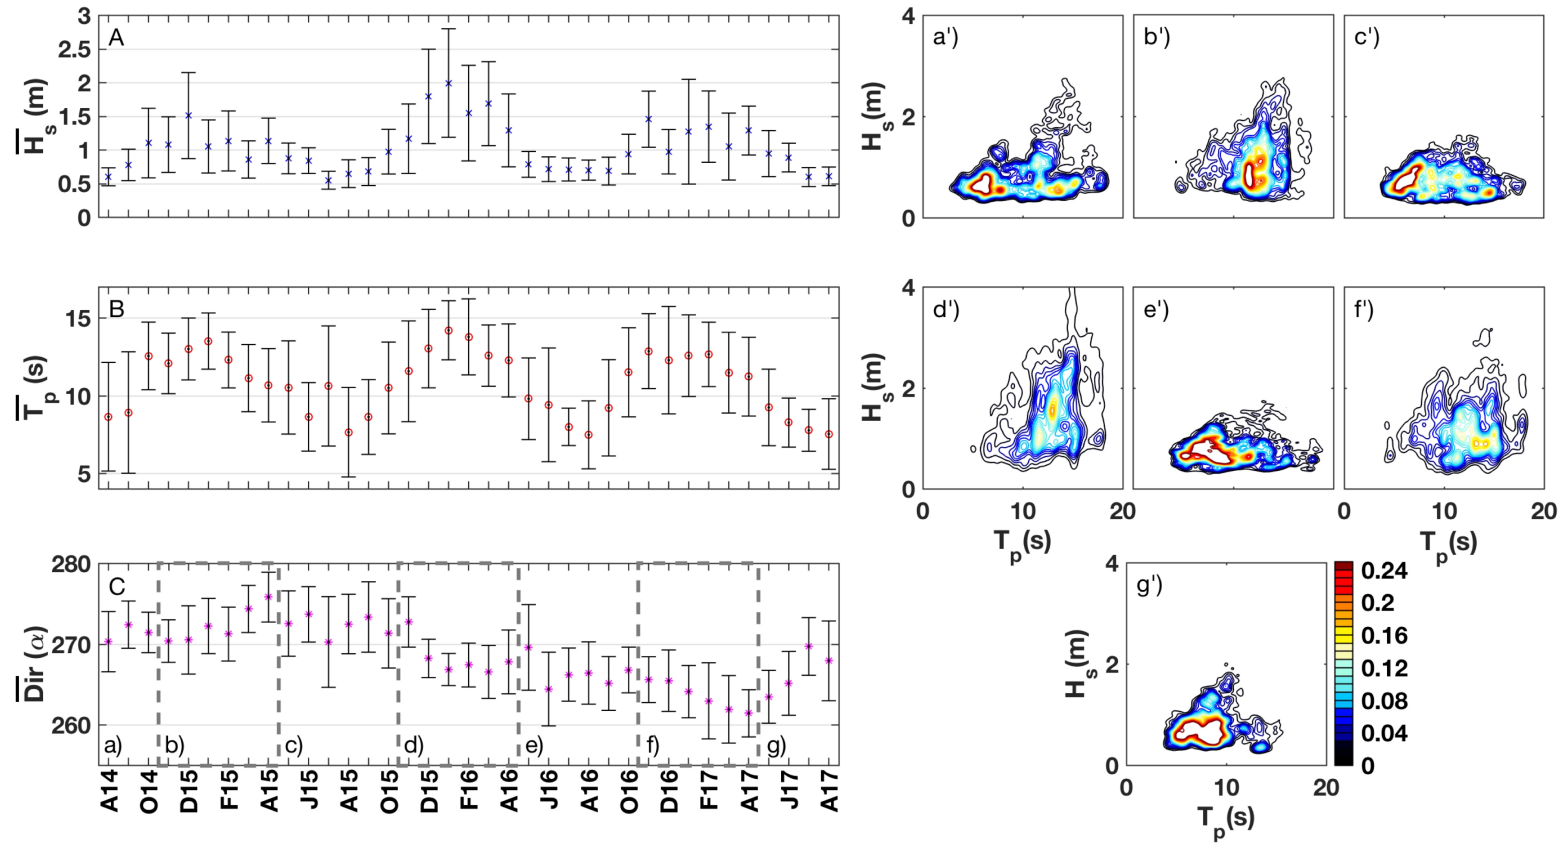 A
3
2.5
2
1.5
1
0.5
0
H̅s (m)
a')
b')
c')
4
2
0
Hs(m)
B
15
10
5
T̅p (s)
d')
e')
f')
4
2
0
Hs(m)
0 10 20
0 10 20
Tp(s)
Tp(s)
C
280
270
260
D̅ir (α)
a) b) c) d) e) f) g)
A14 O14 D15 F15 A15 J15 A15 O15 D15 F16 A16 J16 A16 O16 D16 F17 A17 J17 A17
g')
4
2
0
Hs(m)
0 10 20
Tp(s)
0.24
0.2
0.16
0.12
0.08
0.04
0